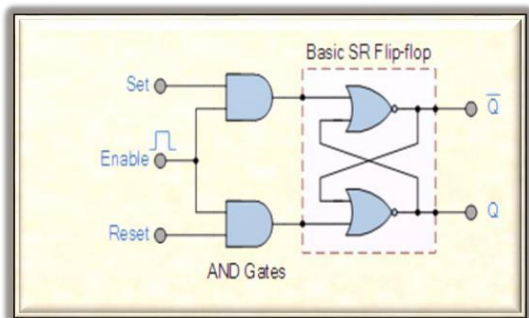 Basic SR Flip-flop
Set
Q̅
Enable
Q
Reset
AND Gates